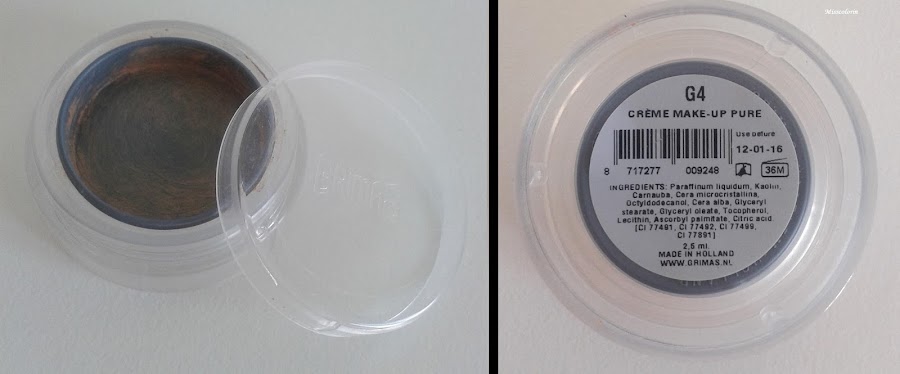 GRIMAS
Misscolorin
G4
CRÈME MAKE-UP PURE
Use before
12-01-16
8 717277 009248
36M
INGREDIENTS: Paraffinum liquidum, Kaolin,
Carnauba, Cera microcristallina,
Octyldodecanol, Cera alba, Glyceryl
stearate, Glyceryl oleate, Tocopherol,
Lecithin, Ascorbyl palmitate, Citric acid.
[CI 77491, CI 77492, CI 77499,
CI 77891]
2,5 ml.
MADE IN HOLLAND
WWW.GRIMAS.NL